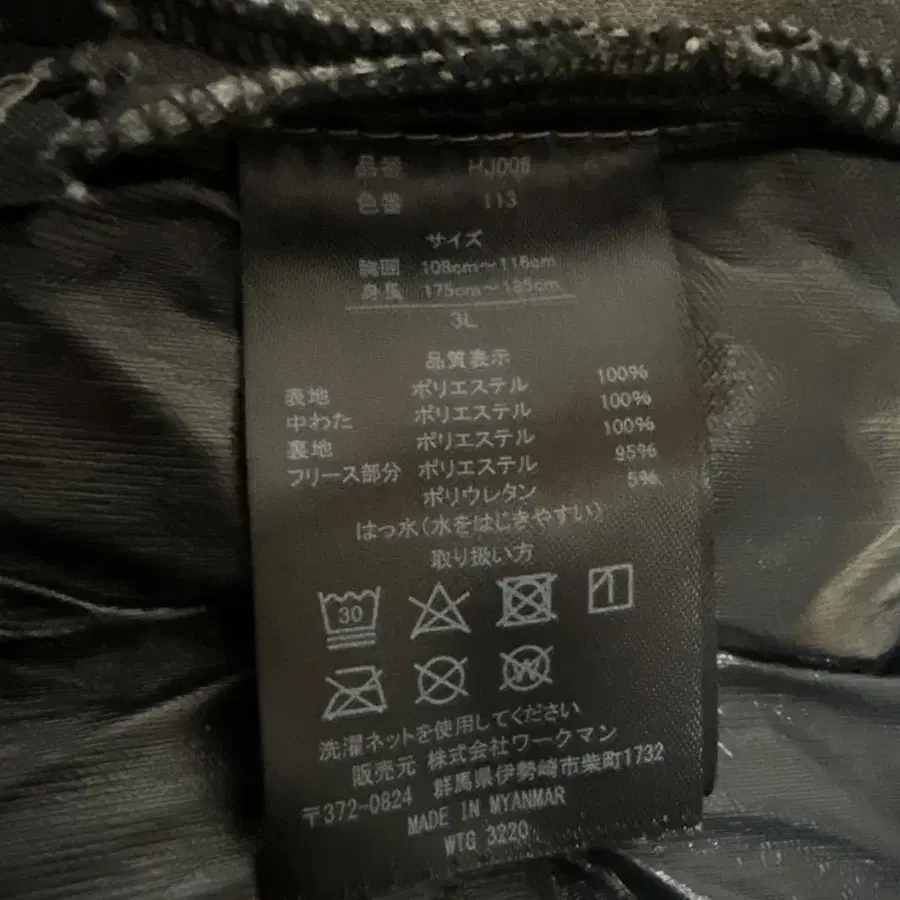 品番 HJ008
色番 113
サイズ
胸囲 108cm～116cm
身長 175cm～185cm
3L
品質表示
表地 ポリエステル 100%
中わた ポリエステル 100%
裏地 ポリエステル 100%
フリース部分 ポリエステル 95%
ポリウレタン 5%
はっ水(水をはじきやすい)
取り扱い方
30
W
洗濯ネットを使用してください
販売元 株式会社ワークマン
〒372-0824 群馬県伊勢崎市柴町1732
MADE IN MYANMAR
WTG 3220